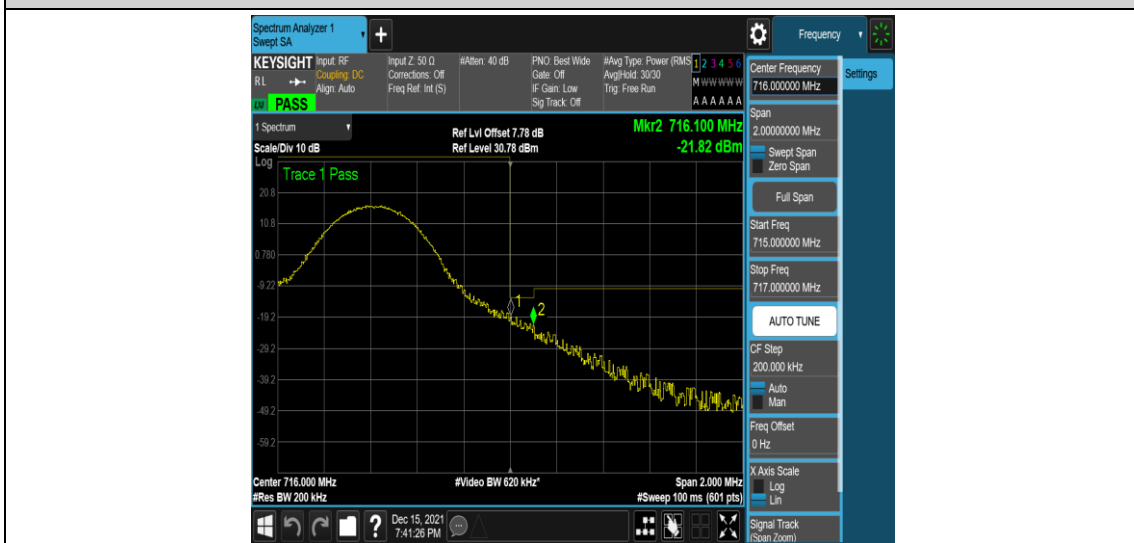 Spectrum Analyzer 1
Swept SA
+
Frequency
KEYSIGHT
RL
LXI PASS
Input: RF
Coupling: DC
Align: Auto
Input Z: 50 Ω
Corrections: Off
Freq Ref: Int (S)
#Atten: 40 dB
PNO: Best Wide
Gate: Off
IF Gain: Low
Sig Track: Off
#Avg Type: Power (RMS
Avg|Hold: 30/30
Trig: Free Run
1 2 3 4 5 6
M W W W W W
A A A A A A
1 Spectrum
Scale/Div 10 dB
Ref Lvl Offset 7.78 dB
Ref Level 30.78 dBm
Mkr2 716.100 MHz
-21.82 dBm
Log
Trace 1 Pass
20.8
10.8
0.780
-9.22
-19.2
-29.2
-39.2
-49.2
-59.2
1
2
Center 716.000 MHz
#Res BW 200 kHz
#Video BW 620 kHz*
Span 2.000 MHz
#Sweep 100 ms (601 pts)
?
Dec 15, 2021
7:41:26 PM
Center Frequency
716.000000 MHz
Span
2.00000000 MHz
Swept Span
Zero Span
Full Span
Start Freq
715.000000 MHz
Stop Freq
717.000000 MHz
AUTO TUNE
CF Step
200.000 kHz
Auto
Man
Freq Offset
0 Hz
X Axis Scale
Log
Lin
Signal Track
(Span Zoom)
Settings